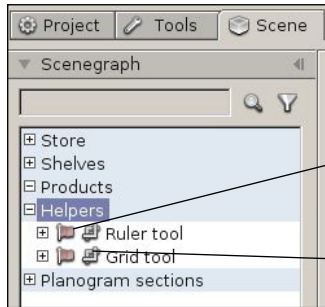 Project Tools Scene
Scenegraph
Store
Shelves
Products
Helpers
Ruler tool
Grid tool
Planogram sections